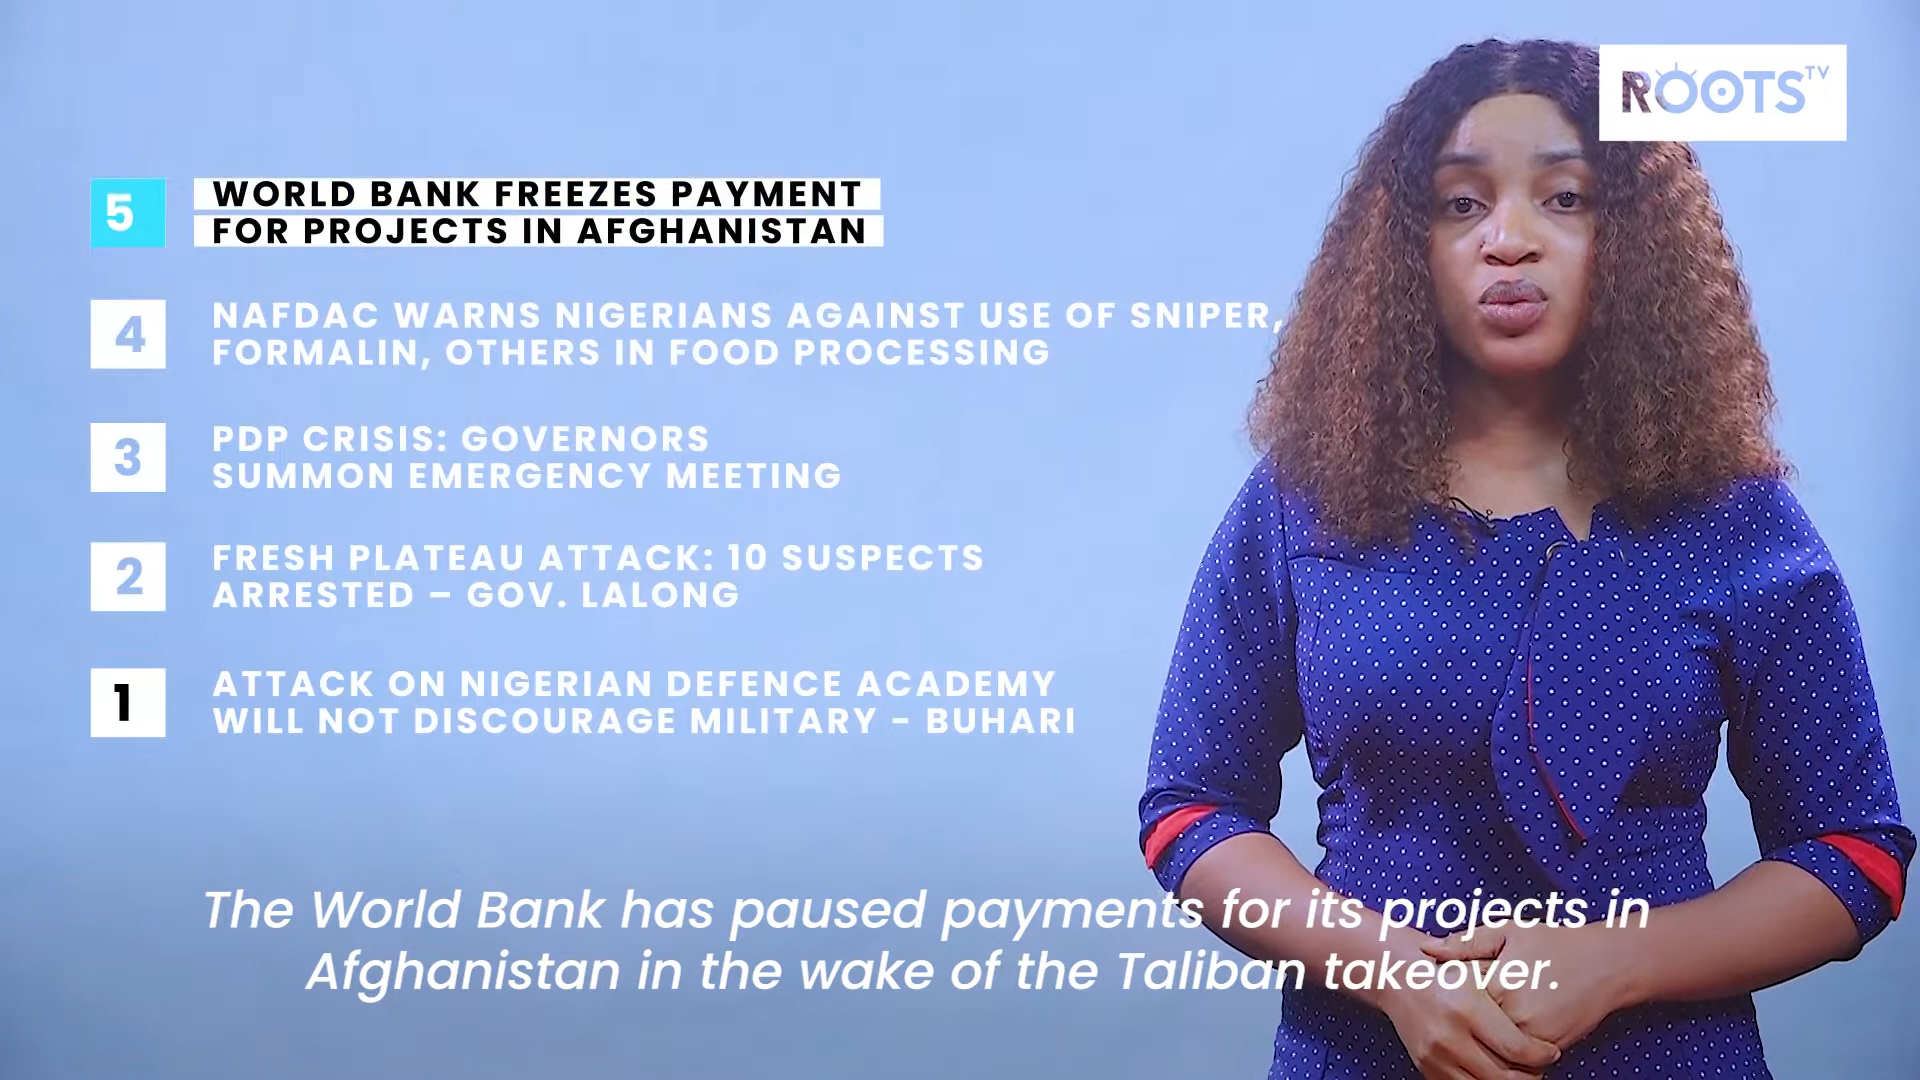 ROOTS TV
5
WORLD BANK FREEZES PAYMENT
FOR PROJECTS IN AFGHANISTAN
4
NAFDAC WARNS NIGERIANS AGAINST USE OF SNIPER,
FORMALIN, OTHERS IN FOOD PROCESSING
3
PDP CRISIS: GOVERNORS
SUMMON EMERGENCY MEETING
2
FRESH PLATEAU ATTACK: 10 SUSPECTS
ARRESTED – GOV. LALONG
1
ATTACK ON NIGERIAN DEFENCE ACADEMY
WILL NOT DISCOURAGE MILITARY - BUHARI
The World Bank has paused payments for its projects in
Afghanistan in the wake of the Taliban takeover.